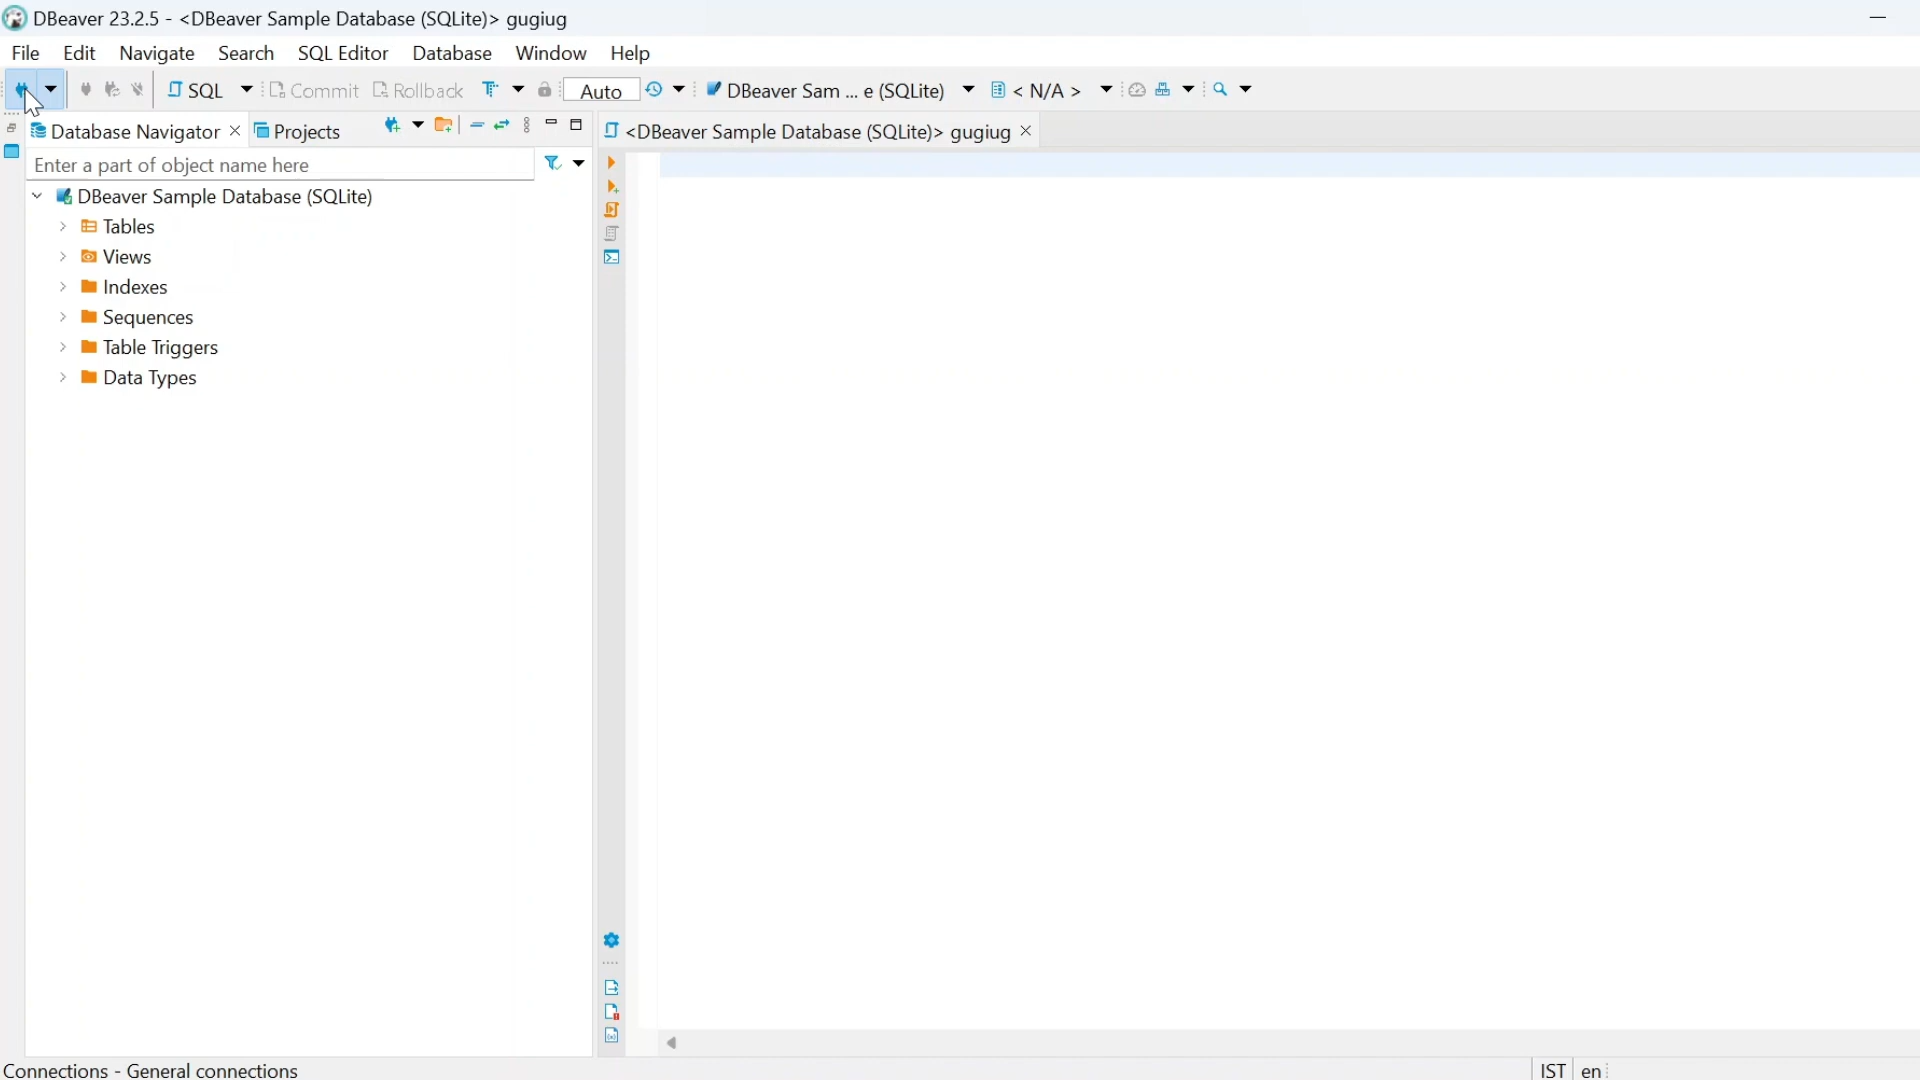 DBeaver 23.2.5 - <DBeaver Sample Database (SQLite)> gugiug
File Edit Navigate Search SQL Editor Database Window Help
SQL Commit Rollback Auto DBeaver Sam ... e (SQLite) < N/A >
Database Navigator Projects
<DBeaver Sample Database (SQLite)> gugiug
Enter a part of object name here
DBeaver Sample Database (SQLite)
Tables
Views
Indexes
Sequences
Table Triggers
Data Types
Connections - General connections
IST en